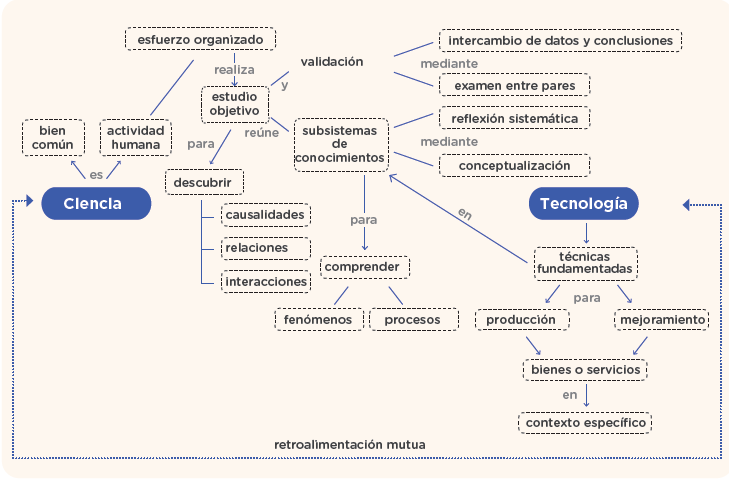 esfuerzo organizado
realiza
validación
intercambio de datos y conclusiones
mediante
examen entre pares
y
estudio
objetivo
reúne
subsistemas
de
conocimientos
reflexión sistemática
mediante
conceptualización
bien
común
actividad
humana
es
Ciencia
para
descubrir
causalidades
relaciones
interacciones
para
comprender
fenómenos
procesos
en
Tecnología
técnicas
fundamentadas
para
producción
mejoramiento
bienes o servicios
en
contexto específico
retroalimentación mutua